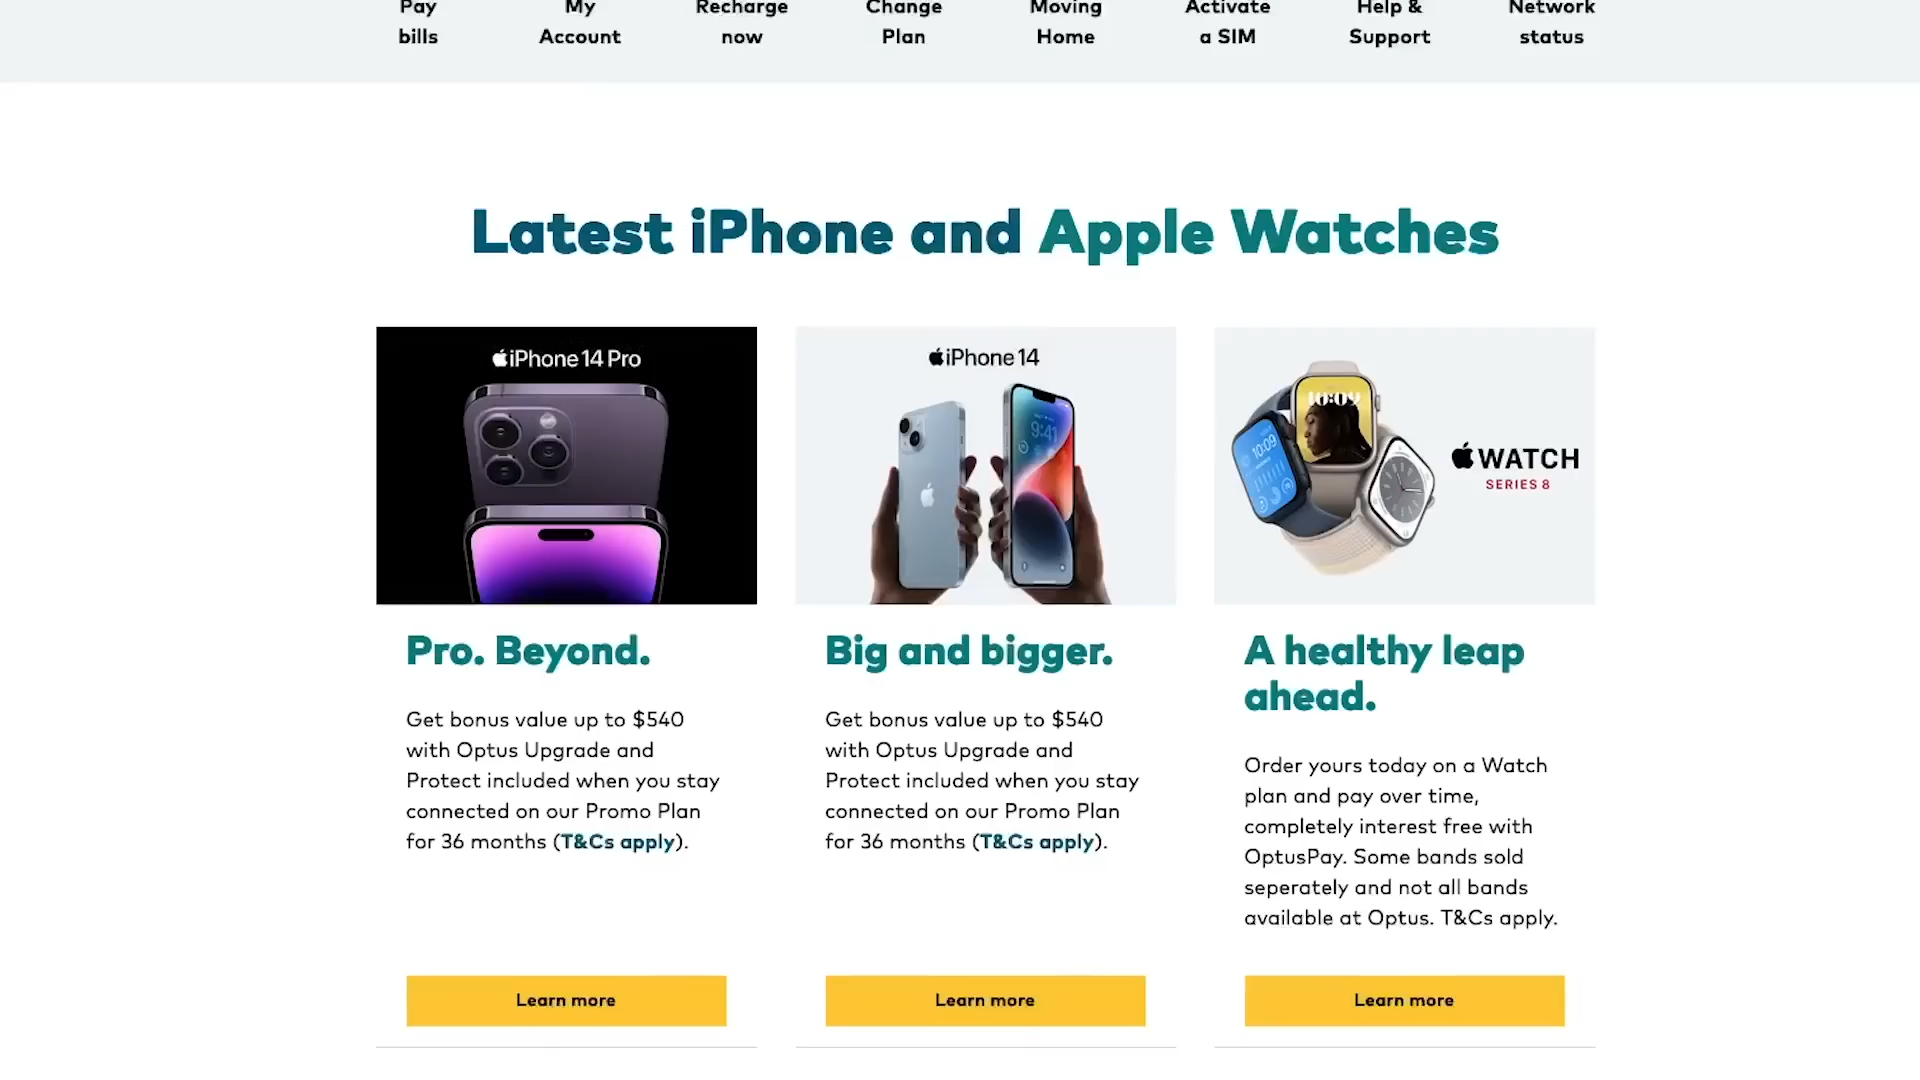 Pay
bills
My
Account
Recharge
now
Change
Plan
Moving
Home
Activate
a SIM
Help &
Support
Network
status
Latest iPhone and Apple Watches
iPhone 14 Pro
Pro. Beyond.
Get bonus value up to $540
with Optus Upgrade and
Protect included when you stay
connected on our Promo Plan
for 36 months (T&Cs apply).
Learn more
iPhone 14
9:41
Big and bigger.
Get bonus value up to $540
with Optus Upgrade and
Protect included when you stay
connected on our Promo Plan
for 36 months (T&Cs apply).
Learn more
10:09
10:09
WATCH
SERIES 8
A healthy leap
ahead.
Order yours today on a Watch
plan and pay over time,
completely interest free with
OptusPay. Some bands sold
seperately and not all bands
available at Optus. T&Cs apply.
Learn more